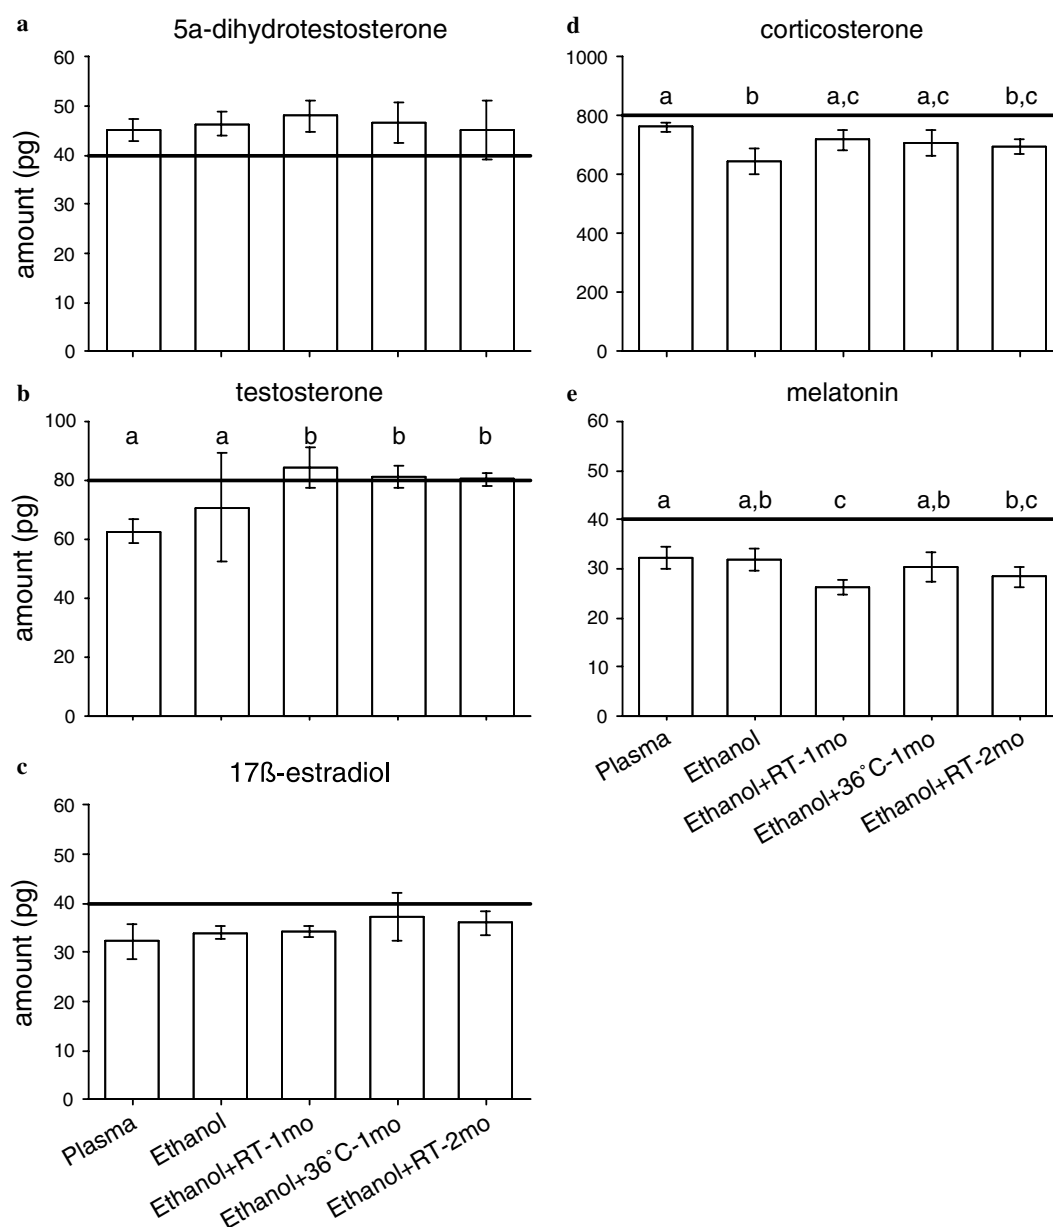 a
5a-dihydrotestosterone
60
50
40
30
20
10
0
amount (pg)
b
testosterone
a a b b b
100
80
60
40
20
0
amount (pg)
c
17ß-estradiol
60
50
40
30
20
10
0
amount (pg)
Plasma
Ethanol
Ethanol+RT-1mo
Ethanol+36˚C-1mo
Ethanol+RT-2mo
d
corticosterone
1000
a b a,c a,c b,c
800
600
400
200
0
e
melatonin
60
50
a a,b c a,b b,c
40
30
20
10
0
Plasma
Ethanol
Ethanol+RT-1mo
Ethanol+36˚C-1mo
Ethanol+RT-2mo